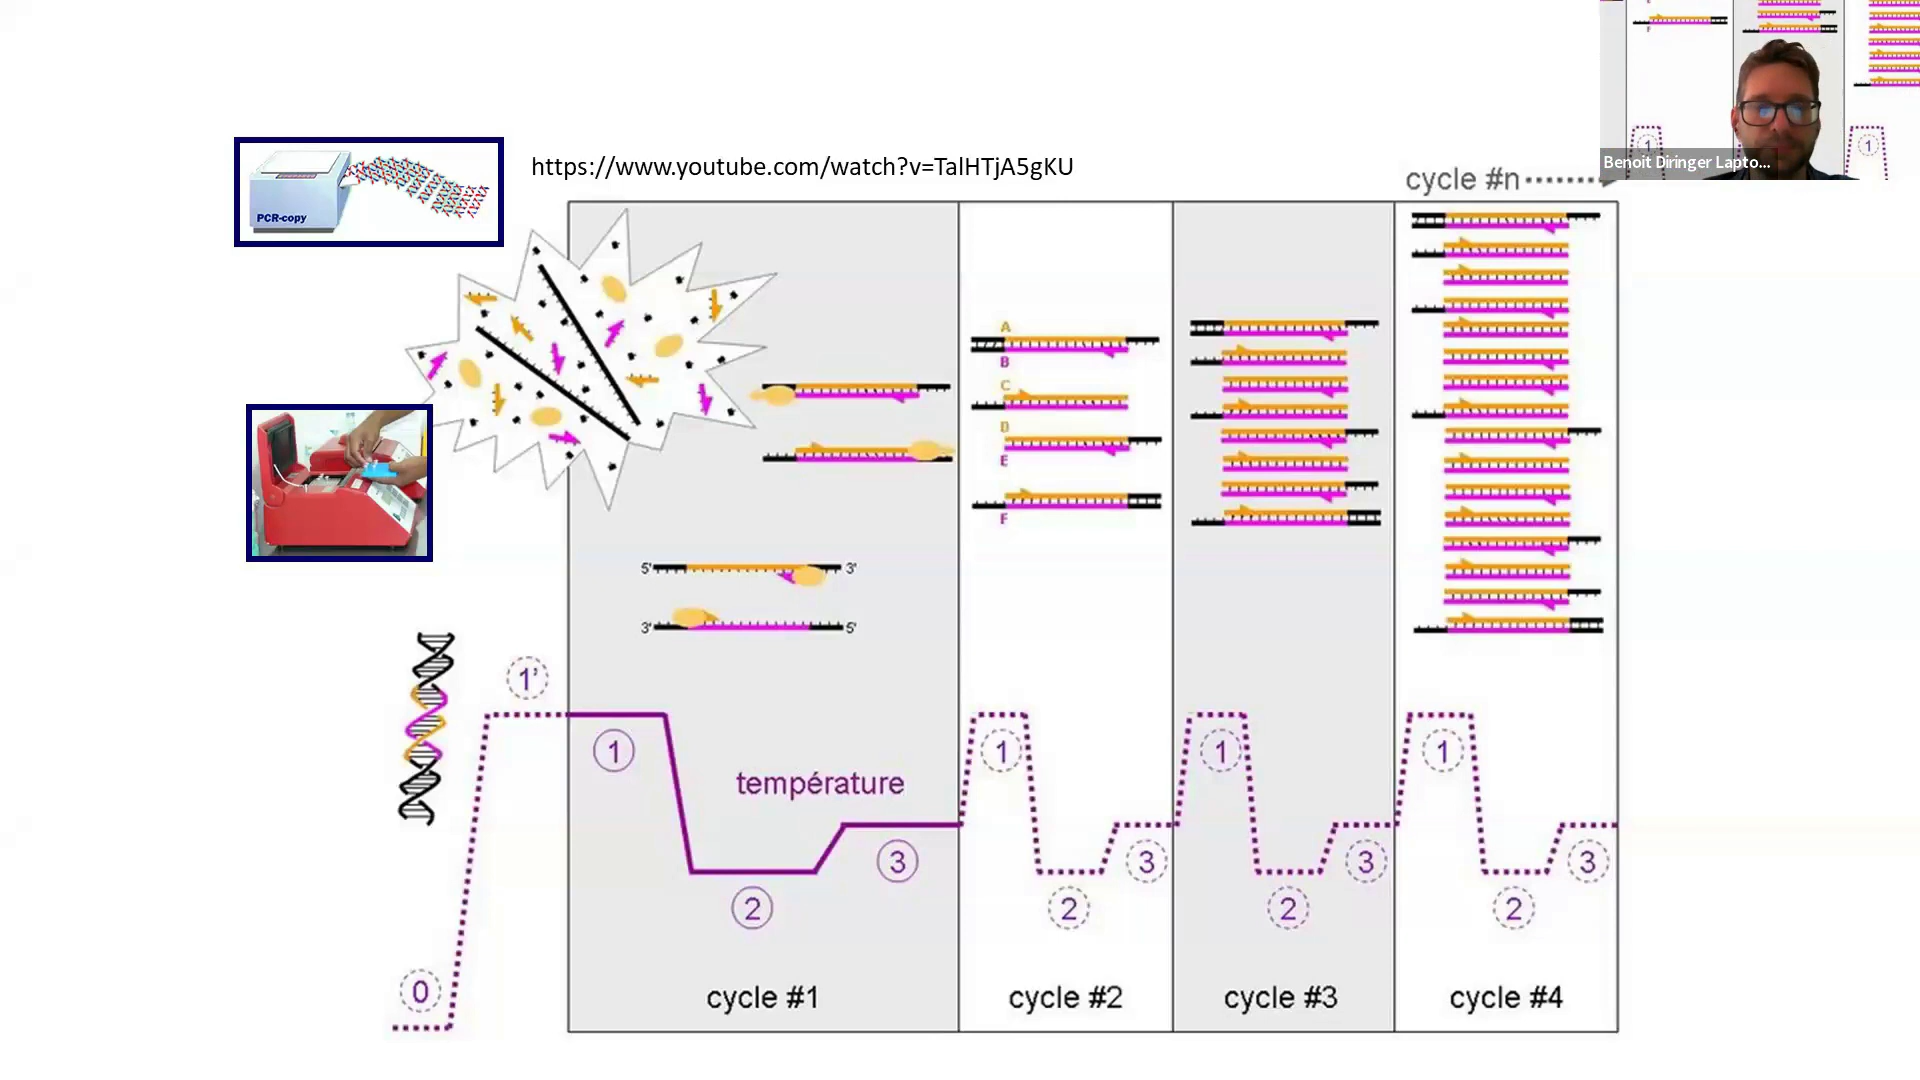 https://www.youtube.com/watch?v=TalHTjA5gKU
PCR-copy
Benoit Diringer Lapto...
1
1
cycle #n
A
B
C
D
E
F
5' 3'
3' 5'
1'
1
température
3
2
0
1
2
3
1
2
3
1
2
3
cycle #1
cycle #2
cycle #3
cycle #4